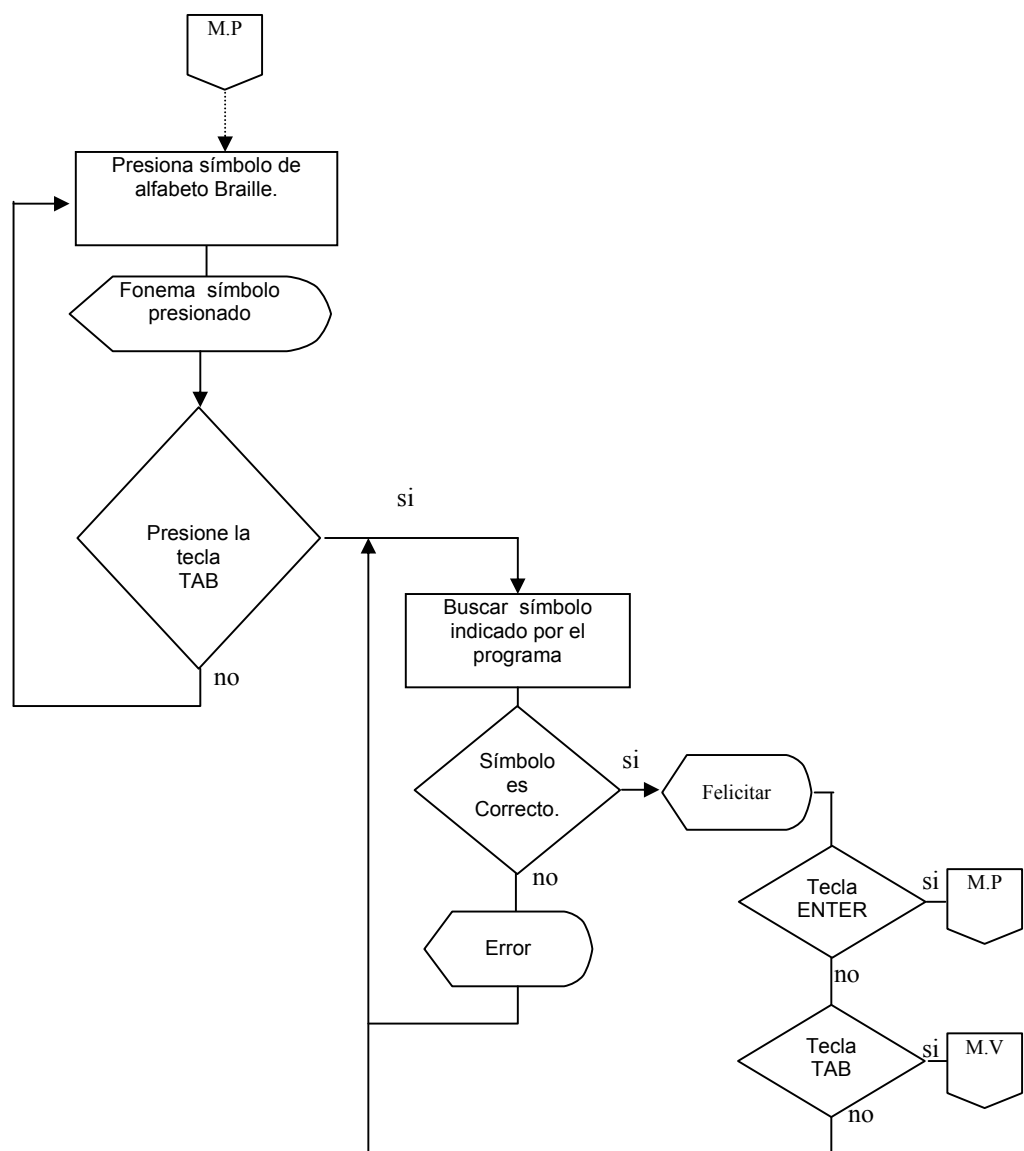 M.P
Presiona símbolo de
alfabeto Braille.
Fonema símbolo
presionado
Presione la
tecla
TAB
si
no
Buscar símbolo
indicado por el
programa
Símbolo
es
Correcto.
si
no
Felicitar
Error
Tecla
ENTER
si
M.P
no
Tecla
TAB
si
M.V
no